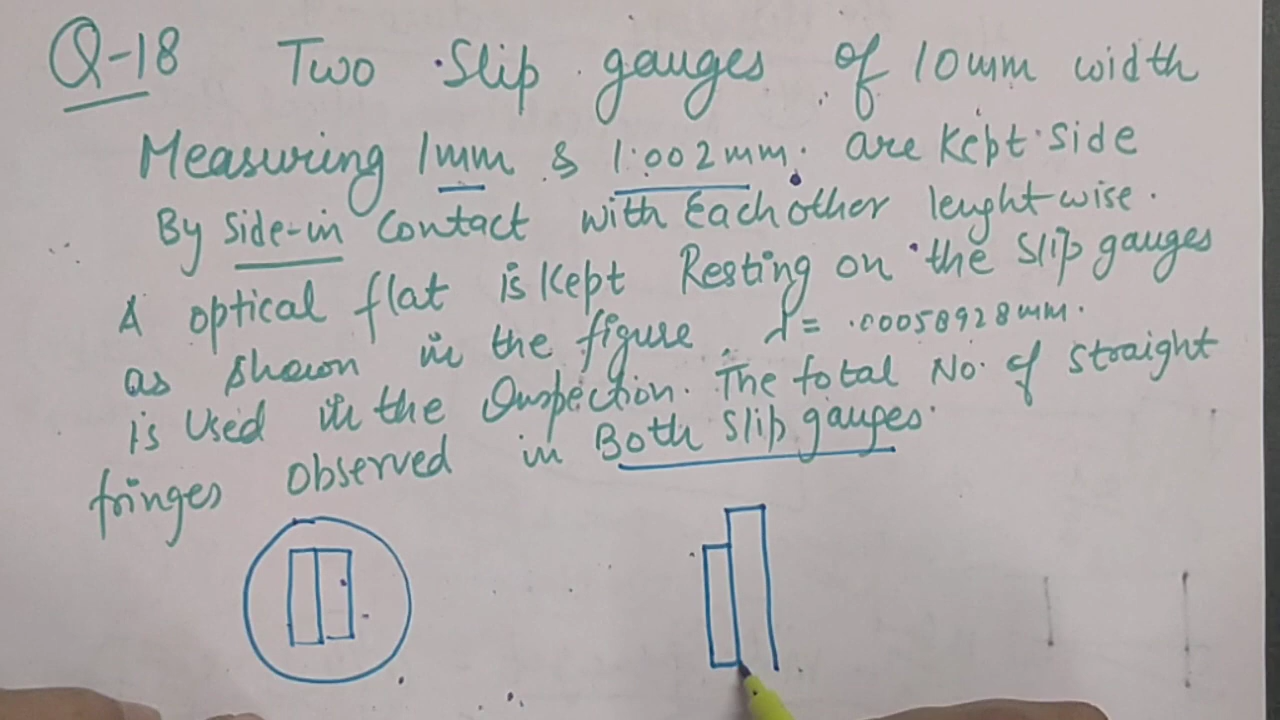 Q-18 Two Slip gauges of 10mm width
Measuring 1mm & 1.002mm. are Kept side
By side-in contact with Each other lenght wise.
A optical flat is Kept Resting on the slip gauges
as shown in the figure. λ = .00058928mm.
is Used in the Inspection. The total No. of straight
fringes observed in Both slip gauges.